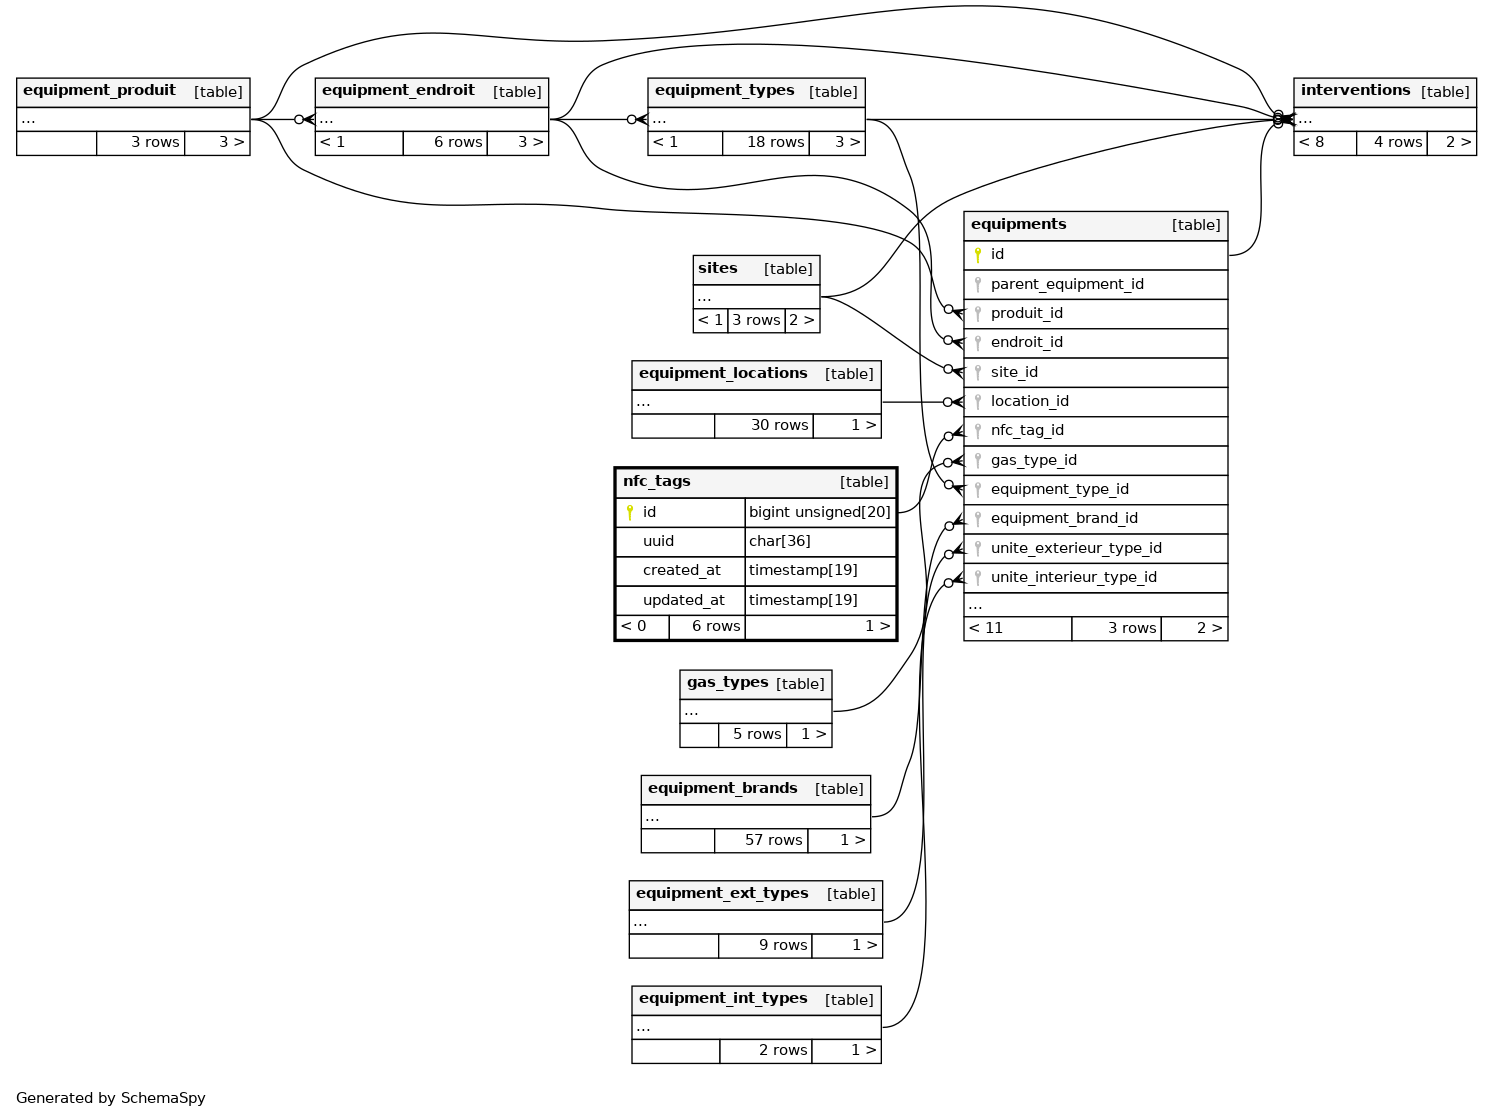 equipment_produit [table]
...
3 rows 3 >
equipment_endroit [table]
...
< 1 6 rows 3 >
equipment_types [table]
...
< 1 18 rows 3 >
interventions [table]
...
< 8 4 rows 2 >
equipments [table]
id
parent_equipment_id
produit_id
endroit_id
site_id
location_id
nfc_tag_id
gas_type_id
equipment_type_id
equipment_brand_id
unite_exterieur_type_id
unite_interieur_type_id
...
< 11 3 rows 2 >
sites [table]
...
< 1 3 rows 2 >
equipment_locations [table]
...
30 rows 1 >
nfc_tags [table]
id bigint unsigned[20]
uuid char[36]
created_at timestamp[19]
updated_at timestamp[19]
< 0 6 rows 1 >
gas_types [table]
...
5 rows 1 >
equipment_brands [table]
...
57 rows 1 >
equipment_ext_types [table]
...
9 rows 1 >
equipment_int_types [table]
...
2 rows 1 >
Generated by SchemaSpy